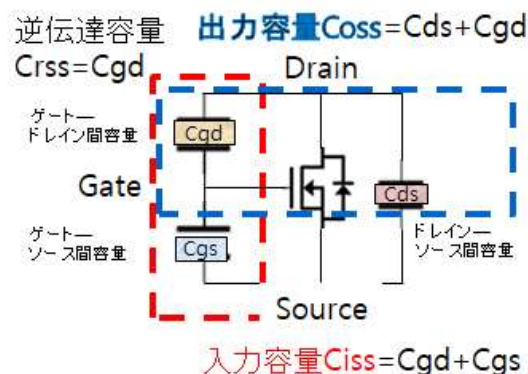 逆伝達容量
Crss=Cgd
出力容量Coss=Cds+Cgd
Drain
ゲート―
ドレイン間容量
Cgd
Gate
Cds
ゲート―
ソース間容量
Cgs
ドレイン―
ソース間容量
Source
入力容量Ciss=Cgd+Cgs